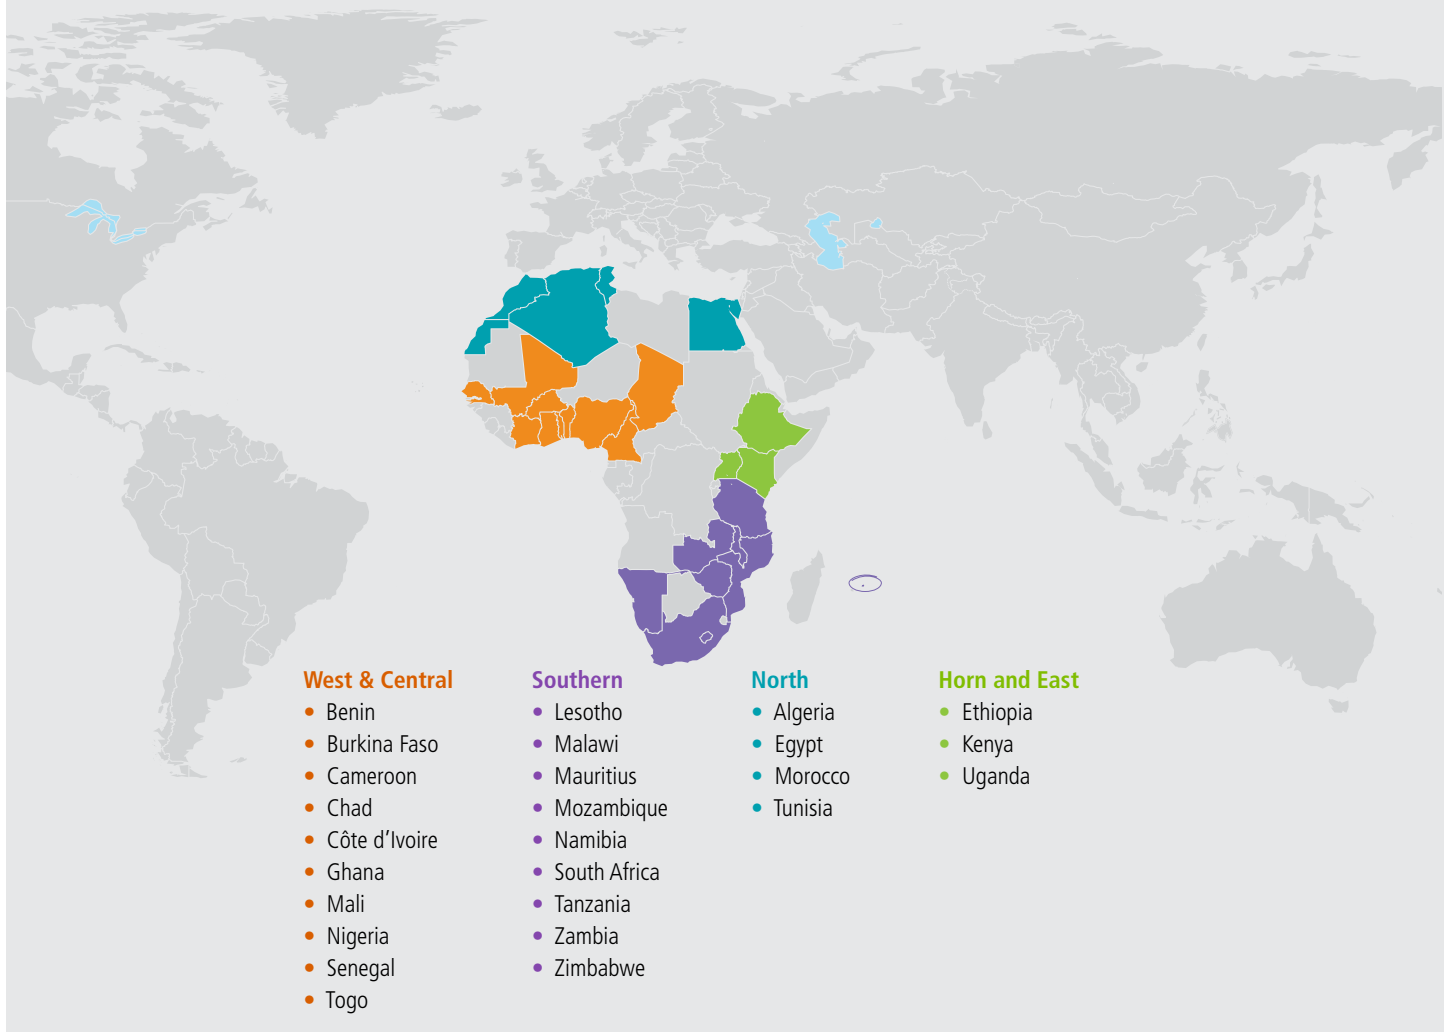 West & Central
• Benin
• Burkina Faso
• Cameroon
• Chad
• Côte d’Ivoire
• Ghana
• Mali
• Nigeria
• Senegal
• Togo
Southern
• Lesotho
• Malawi
• Mauritius
• Mozambique
• Namibia
• South Africa
• Tanzania
• Zambia
• Zimbabwe
North
• Algeria
• Egypt
• Morocco
• Tunisia
Horn and East
• Ethiopia
• Kenya
• Uganda